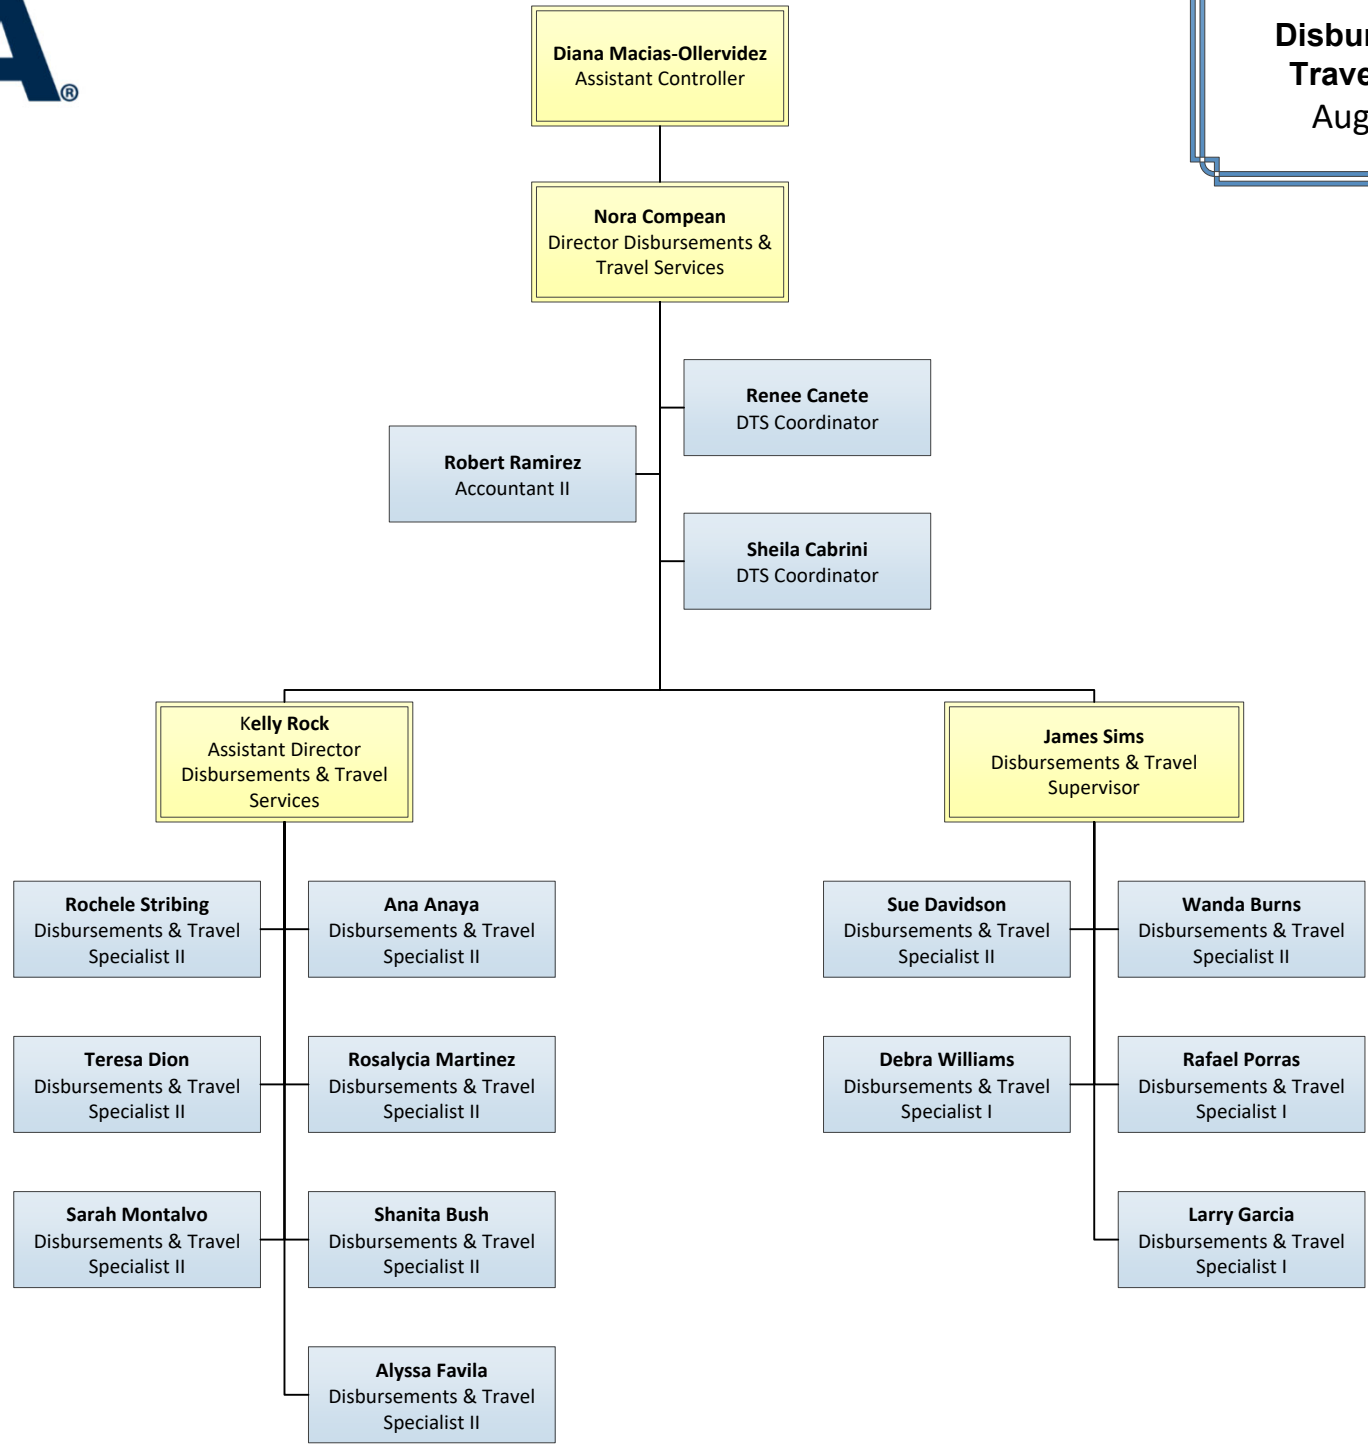 A®
Travel
Diana Macias-Ollervidez
Assistant Controller
Nora Compean
Director Disbursements &
Travel Services
Renee Canete
DTS Coordinator
Robert Ramirez
Accountant II
Sheila Cabrini
DTS Coordinator
Kelly Rock
Assistant Director
Disbursements & Travel
Services
James Sims
Disbursements & Travel
Supervisor
Rochele Stribing
Disbursements & Travel
Specialist II
Ana Anaya
Disbursements & Travel
Specialist II
Sue Davidson
Disbursements & Travel
Specialist II
Wanda Burns
Disbursements & Travel
Specialist II
Teresa Dion
Disbursements & Travel
Specialist II
Rosalycia Martinez
Disbursements & Travel
Specialist II
Debra Williams
Disbursements & Travel
Specialist I
Rafael Porras
Disbursements & Travel
Specialist I
Sarah Montalvo
Disbursements & Travel
Specialist II
Shanita Bush
Disbursements & Travel
Specialist II
Larry Garcia
Disbursements & Travel
Specialist I
Alyssa Favila
Disbursements & Travel
Specialist II